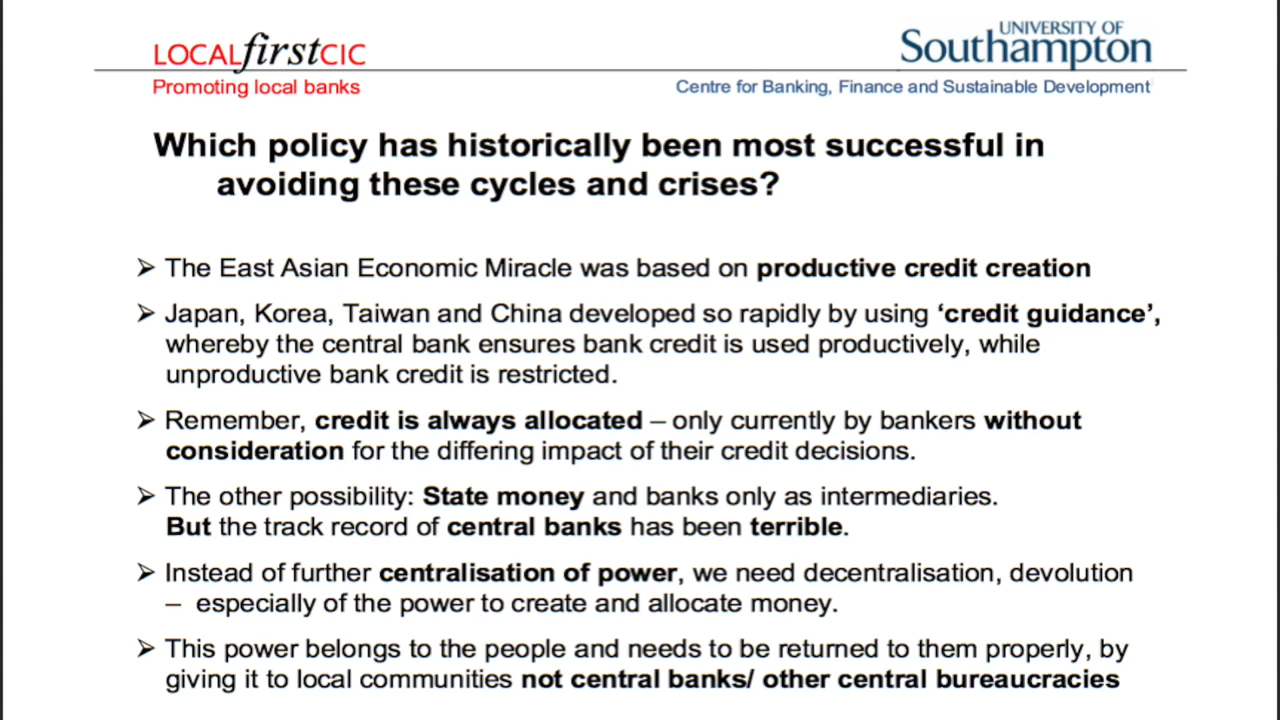 LOCALfirstCIC
Promoting local banks
UNIVERSITY OF
Southampton
Centre for Banking, Finance and Sustainable Development
Which policy has historically been most successful in
avoiding these cycles and crises?
➢ The East Asian Economic Miracle was based on productive credit creation
➢ Japan, Korea, Taiwan and China developed so rapidly by using ‘credit guidance’,
whereby the central bank ensures bank credit is used productively, while
unproductive bank credit is restricted.
➢ Remember, credit is always allocated – only currently by bankers without
consideration for the differing impact of their credit decisions.
➢ The other possibility: State money and banks only as intermediaries.
But the track record of central banks has been terrible.
➢ Instead of further centralisation of power, we need decentralisation, devolution
– especially of the power to create and allocate money.
➢ This power belongs to the people and needs to be returned to them properly, by
giving it to local communities not central banks/ other central bureaucracies